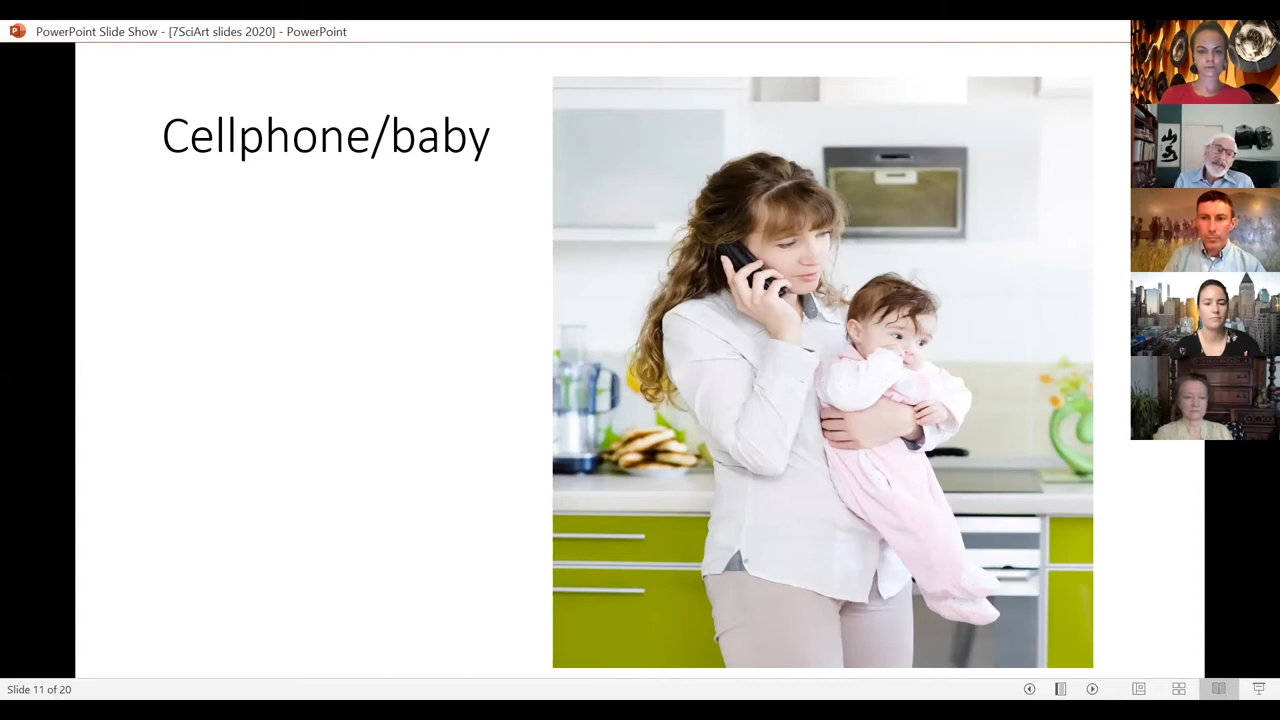 PowerPoint Slide Show - [7SciArt slides 2020] - PowerPoint
Cellphone/baby
Slide 11 of 20